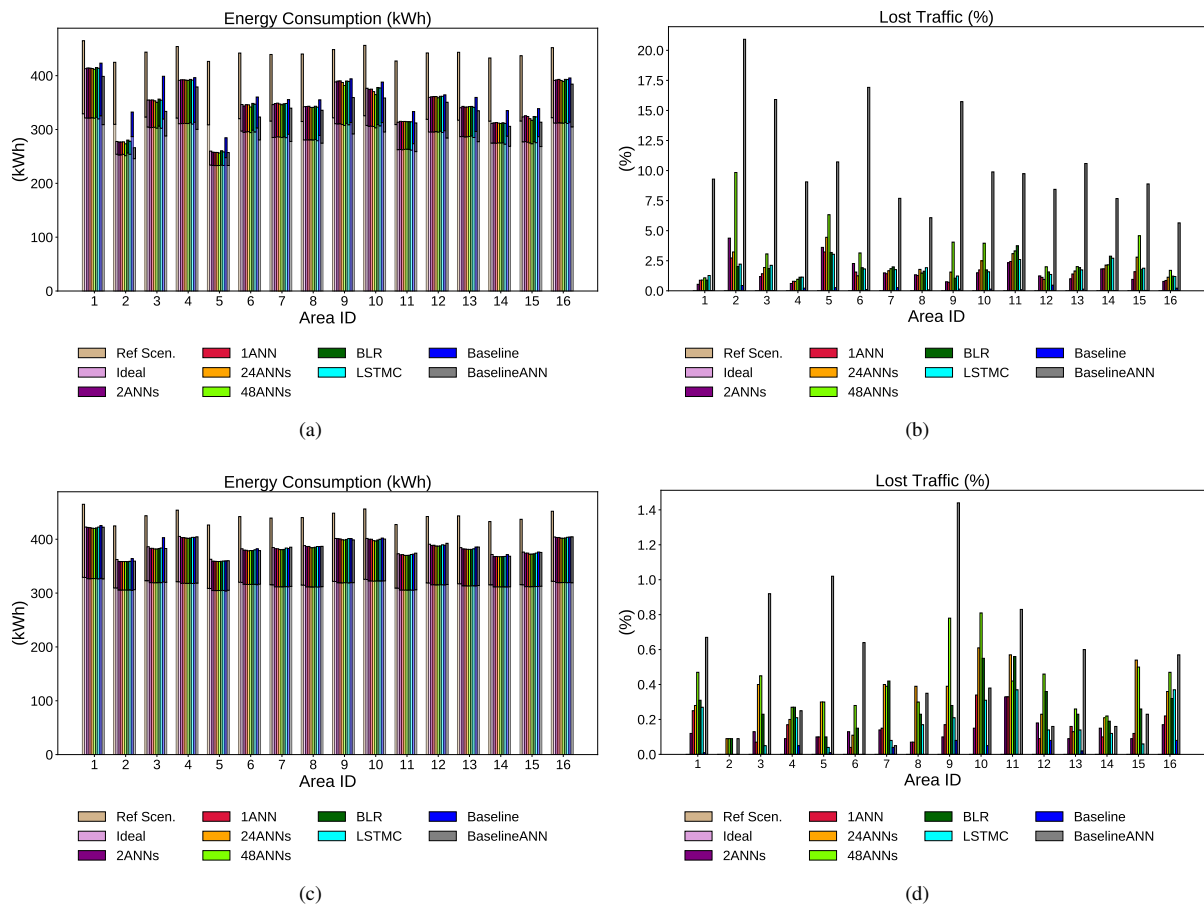 Energy Consumption (kWh)
400
300
200
100
0
(kWh)
1 2 3 4 5 6 7 8 9 10 11 12 13 14 15 16
Area ID
Ref Scen. 1ANN BLR Baseline
Ideal 24ANNs LSTMC BaselineANN
2ANNs 48ANNs
(a)
Lost Traffic (%)
20.0
17.5
15.0
12.5
10.0
7.5
5.0
2.5
0.0
(%)
1 2 3 4 5 6 7 8 9 10 11 12 13 14 15 16
Area ID
Ref Scen. 1ANN BLR Baseline
Ideal 24ANNs LSTMC BaselineANN
2ANNs 48ANNs
(b)
Energy Consumption (kWh)
400
300
200
100
0
(kWh)
1 2 3 4 5 6 7 8 9 10 11 12 13 14 15 16
Area ID
Ref Scen. 1ANN BLR Baseline
Ideal 24ANNs LSTMC BaselineANN
2ANNs 48ANNs
(c)
Lost Traffic (%)
1.4
1.2
1.0
0.8
0.6
0.4
0.2
0.0
(%)
1 2 3 4 5 6 7 8 9 10 11 12 13 14 15 16
Area ID
Ref Scen. 1ANN BLR Baseline
Ideal 24ANNs LSTMC BaselineANN
2ANNs 48ANNs
(d)